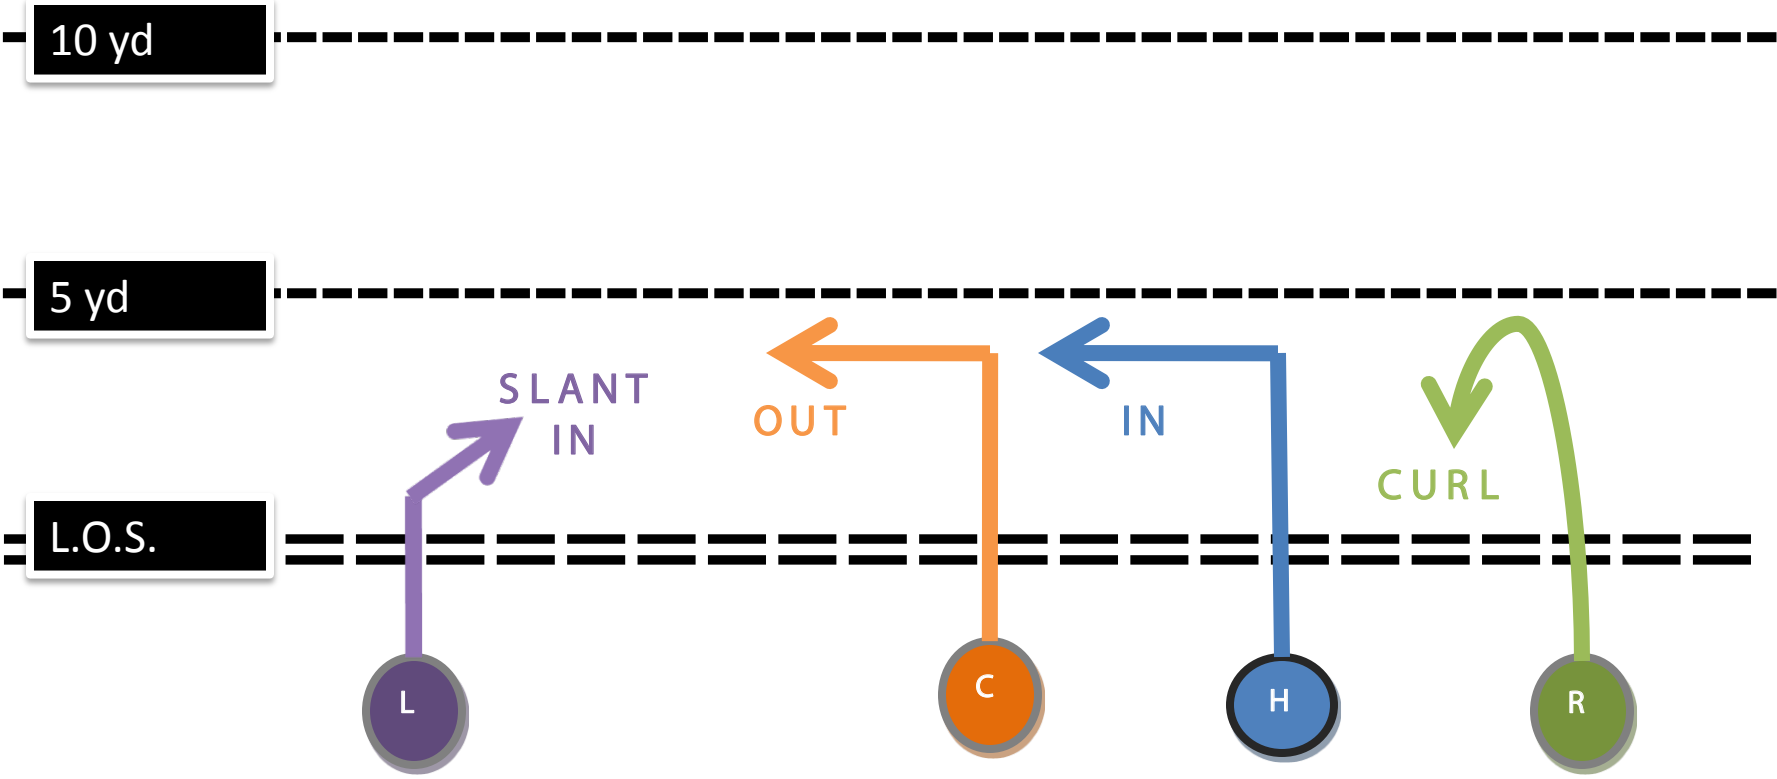 10 yd
5 yd
SLANT
IN
OUT
IN
CURL
L.O.S.
L
C
H
R